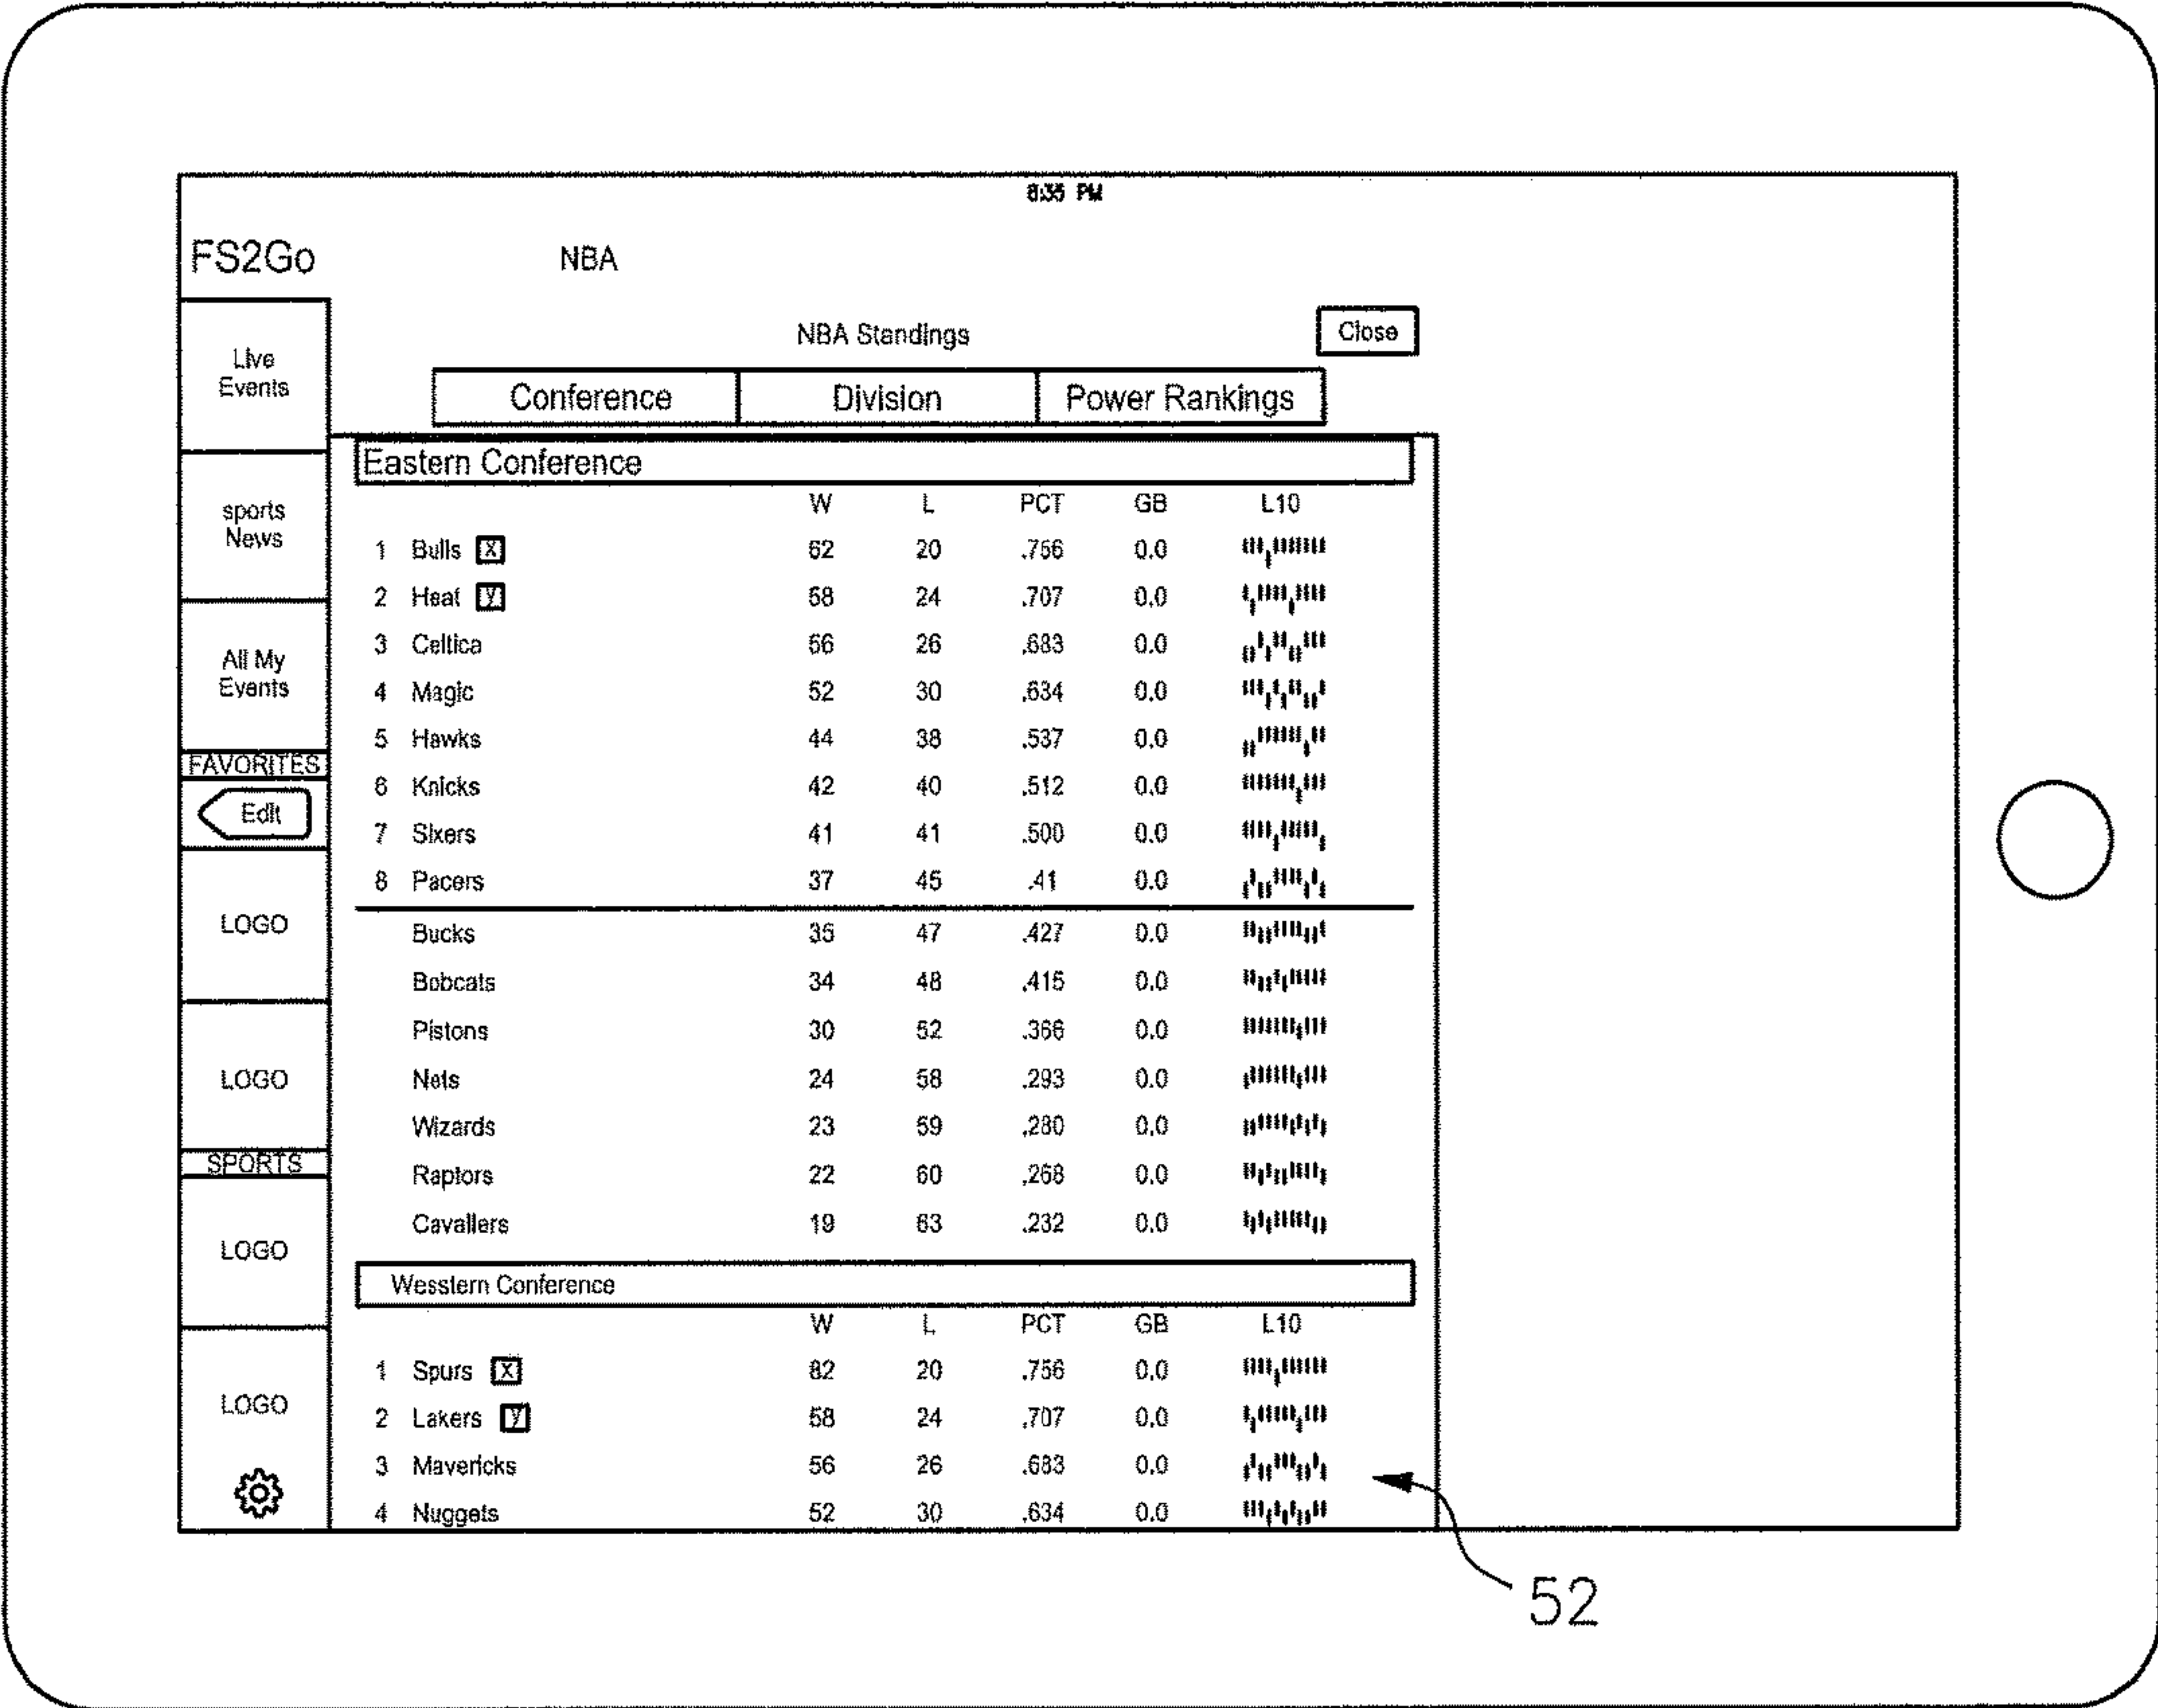 8:35 PM
FS2Go
NBA
NBA Standings
Close
Conference Division Power Rankings
Live
Events
sports
News
All My
Events
FAVORITES
Edit
LOGO
LOGO
SPORTS
LOGO
LOGO
Eastern Conference
W L PCT GB L10
1 Bulls x 62 20 .756 0.0
2 Heat y 58 24 .707 0.0
3 Celtica 56 26 .683 0.0
4 Magic 52 30 .634 0.0
5 Hawks 44 38 .537 0.0
6 Knicks 42 40 .512 0.0
7 Sixers 41 41 .500 0.0
8 Pacers 37 45 .41 0.0
Bucks 35 47 .427 0.0
Bobcats 34 48 .415 0.0
Pistons 30 52 .366 0.0
Nets 24 58 .293 0.0
Wizards 23 59 .280 0.0
Raptors 22 60 .268 0.0
Cavaliers 19 63 .232 0.0
Wesstern Conference
W L PCT GB L10
1 Spurs x 62 20 .756 0.0
2 Lakers y 58 24 .707 0.0
3 Mavericks 56 26 .683 0.0
4 Nuggets 52 30 .634 0.0
52